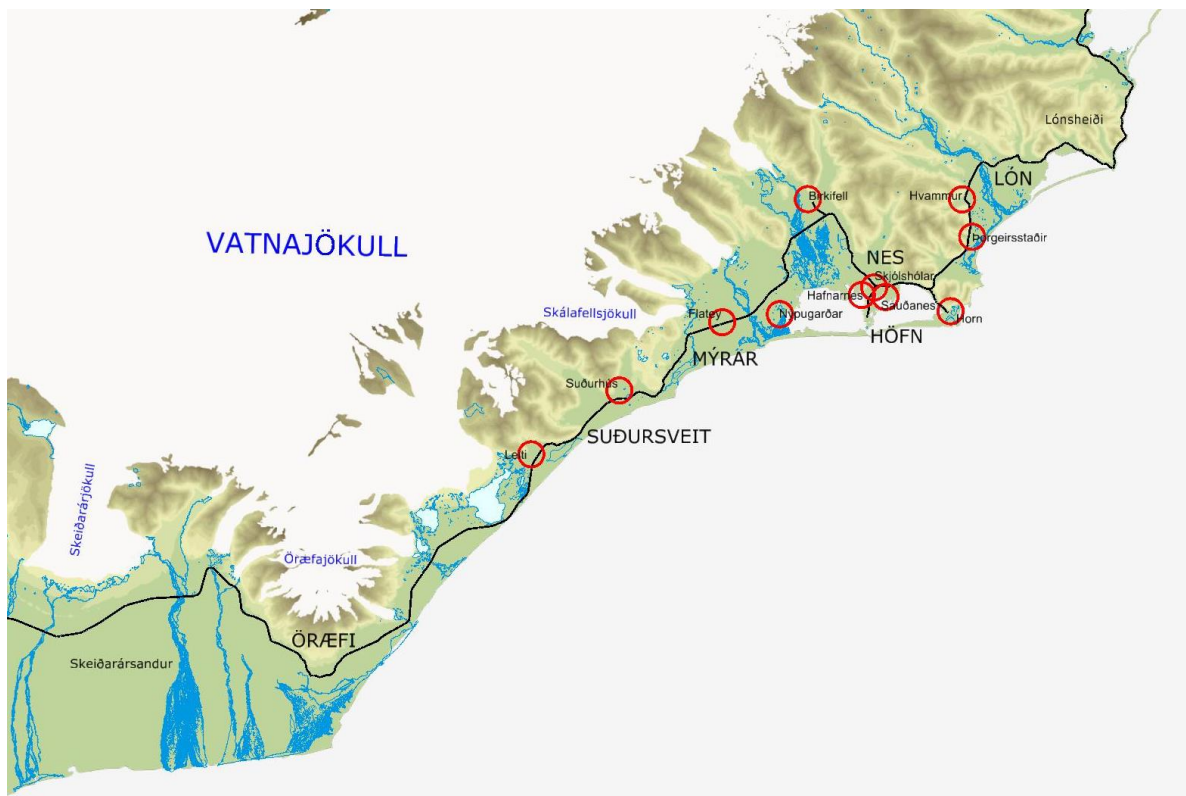 Lónsheiði
LÓN
Birkifell
Hvammur
VATNAJÖKULL
Þorgeirsstaðir
NES
Skjólshólar
Hafnarnes
Sauðanes
Skálafellsjökull
Flatey
Nýpugarðar
Horn
HÖFN
MÝRAR
Suðurhús
SUÐURSVEIT
Leiti
Skeiðarárjökull
Öræfajökull
ÖRÆFI
Skeiðarársandur